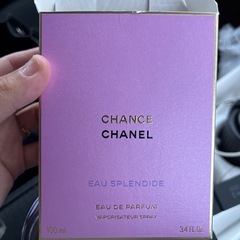 CHANCE
CHANEL
EAU SPLENDIDE
EAU DE PARFUM
VAPORISATEUR SPRAY
100 ml 3.4 fl. oz.